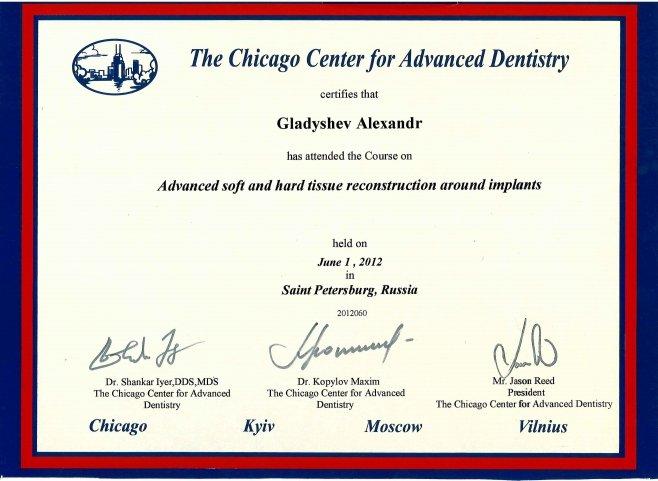 The Chicago Center for Advanced Dentistry
certifies that
Gladyshev Alexandr
has attended the Course on
Advanced soft and hard tissue reconstruction around implants
held on
June 1 , 2012
in
Saint Petersburg, Russia
2012060
Dr. Shankar Iyer,DDS,MDS
The Chicago Center for Advanced
Dentistry
Dr. Kopylov Maxim
The Chicago Center for Advanced
Dentistry
Mr. Jason Reed
President
The Chicago Center for Advanced Dentistry
Chicago Kyiv Moscow Vilnius